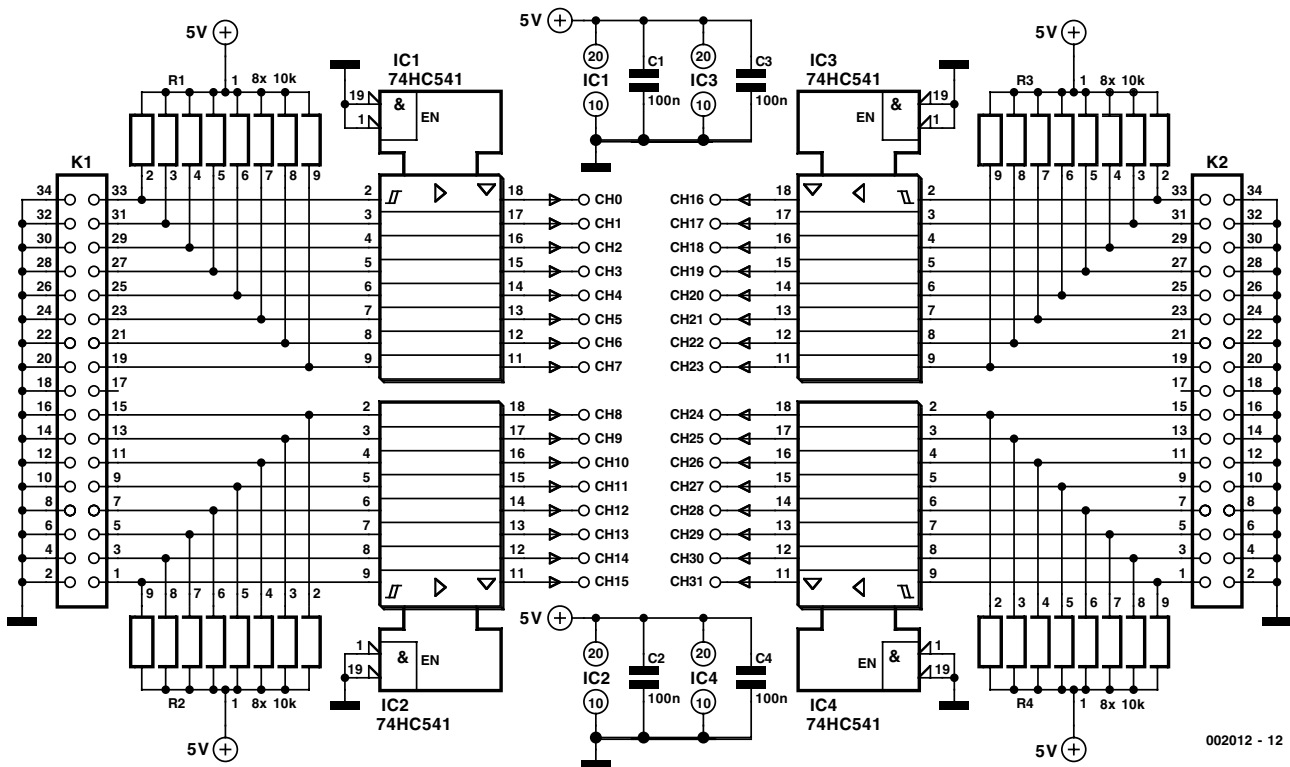 5V
5V
5V
IC1
74HC541
IC3
74HC541
R1 1 8x 10k
R3 1 8x 10k
20 20
IC1 C1 IC3 C3
10 100n 10 100n
19 & 1 EN
& 19 EN 1
K1
K2
2 3 4 5 6 7 8 9
9 8 7 6 5 4 3 2
34 33 2 18 CH0 CH16 18 2 33 34
32 31 3 17 CH1 CH17 17 3 31 32
30 29 4 16 CH2 CH18 16 4 29 30
28 27 5 15 CH3 CH19 15 5 27 28
26 25 6 14 CH4 CH20 14 6 25 26
24 23 7 13 CH5 CH21 13 7 23 24
22 21 8 12 CH6 CH22 12 8 21 22
20 19 9 11 CH7 CH23 11 9 19 20
18 17 17 18
16 15 2 18 CH8 CH24 18 2 15 16
14 13 3 17 CH9 CH25 17 3 13 14
12 11 4 16 CH10 CH26 16 4 11 12
10 9 5 15 CH11 CH27 15 5 9 10
8 7 6 14 CH12 CH28 14 6 7 8
6 5 7 13 CH13 CH29 13 7 5 6
4 3 8 12 CH14 CH30 12 8 3 4
2 1 9 11 CH15 CH31 11 9 1 2
9 8 7 6 5 4 3 2
2 3 4 5 6 7 8 9
5V
1 & 19 EN
EN & 1 19
20 20
IC2 C2 IC4 C4
10 100n 10 100n
R2 1 8x 10k
R4 1 8x 10k
IC2
74HC541
IC4
74HC541
5V
5V
002012 - 12